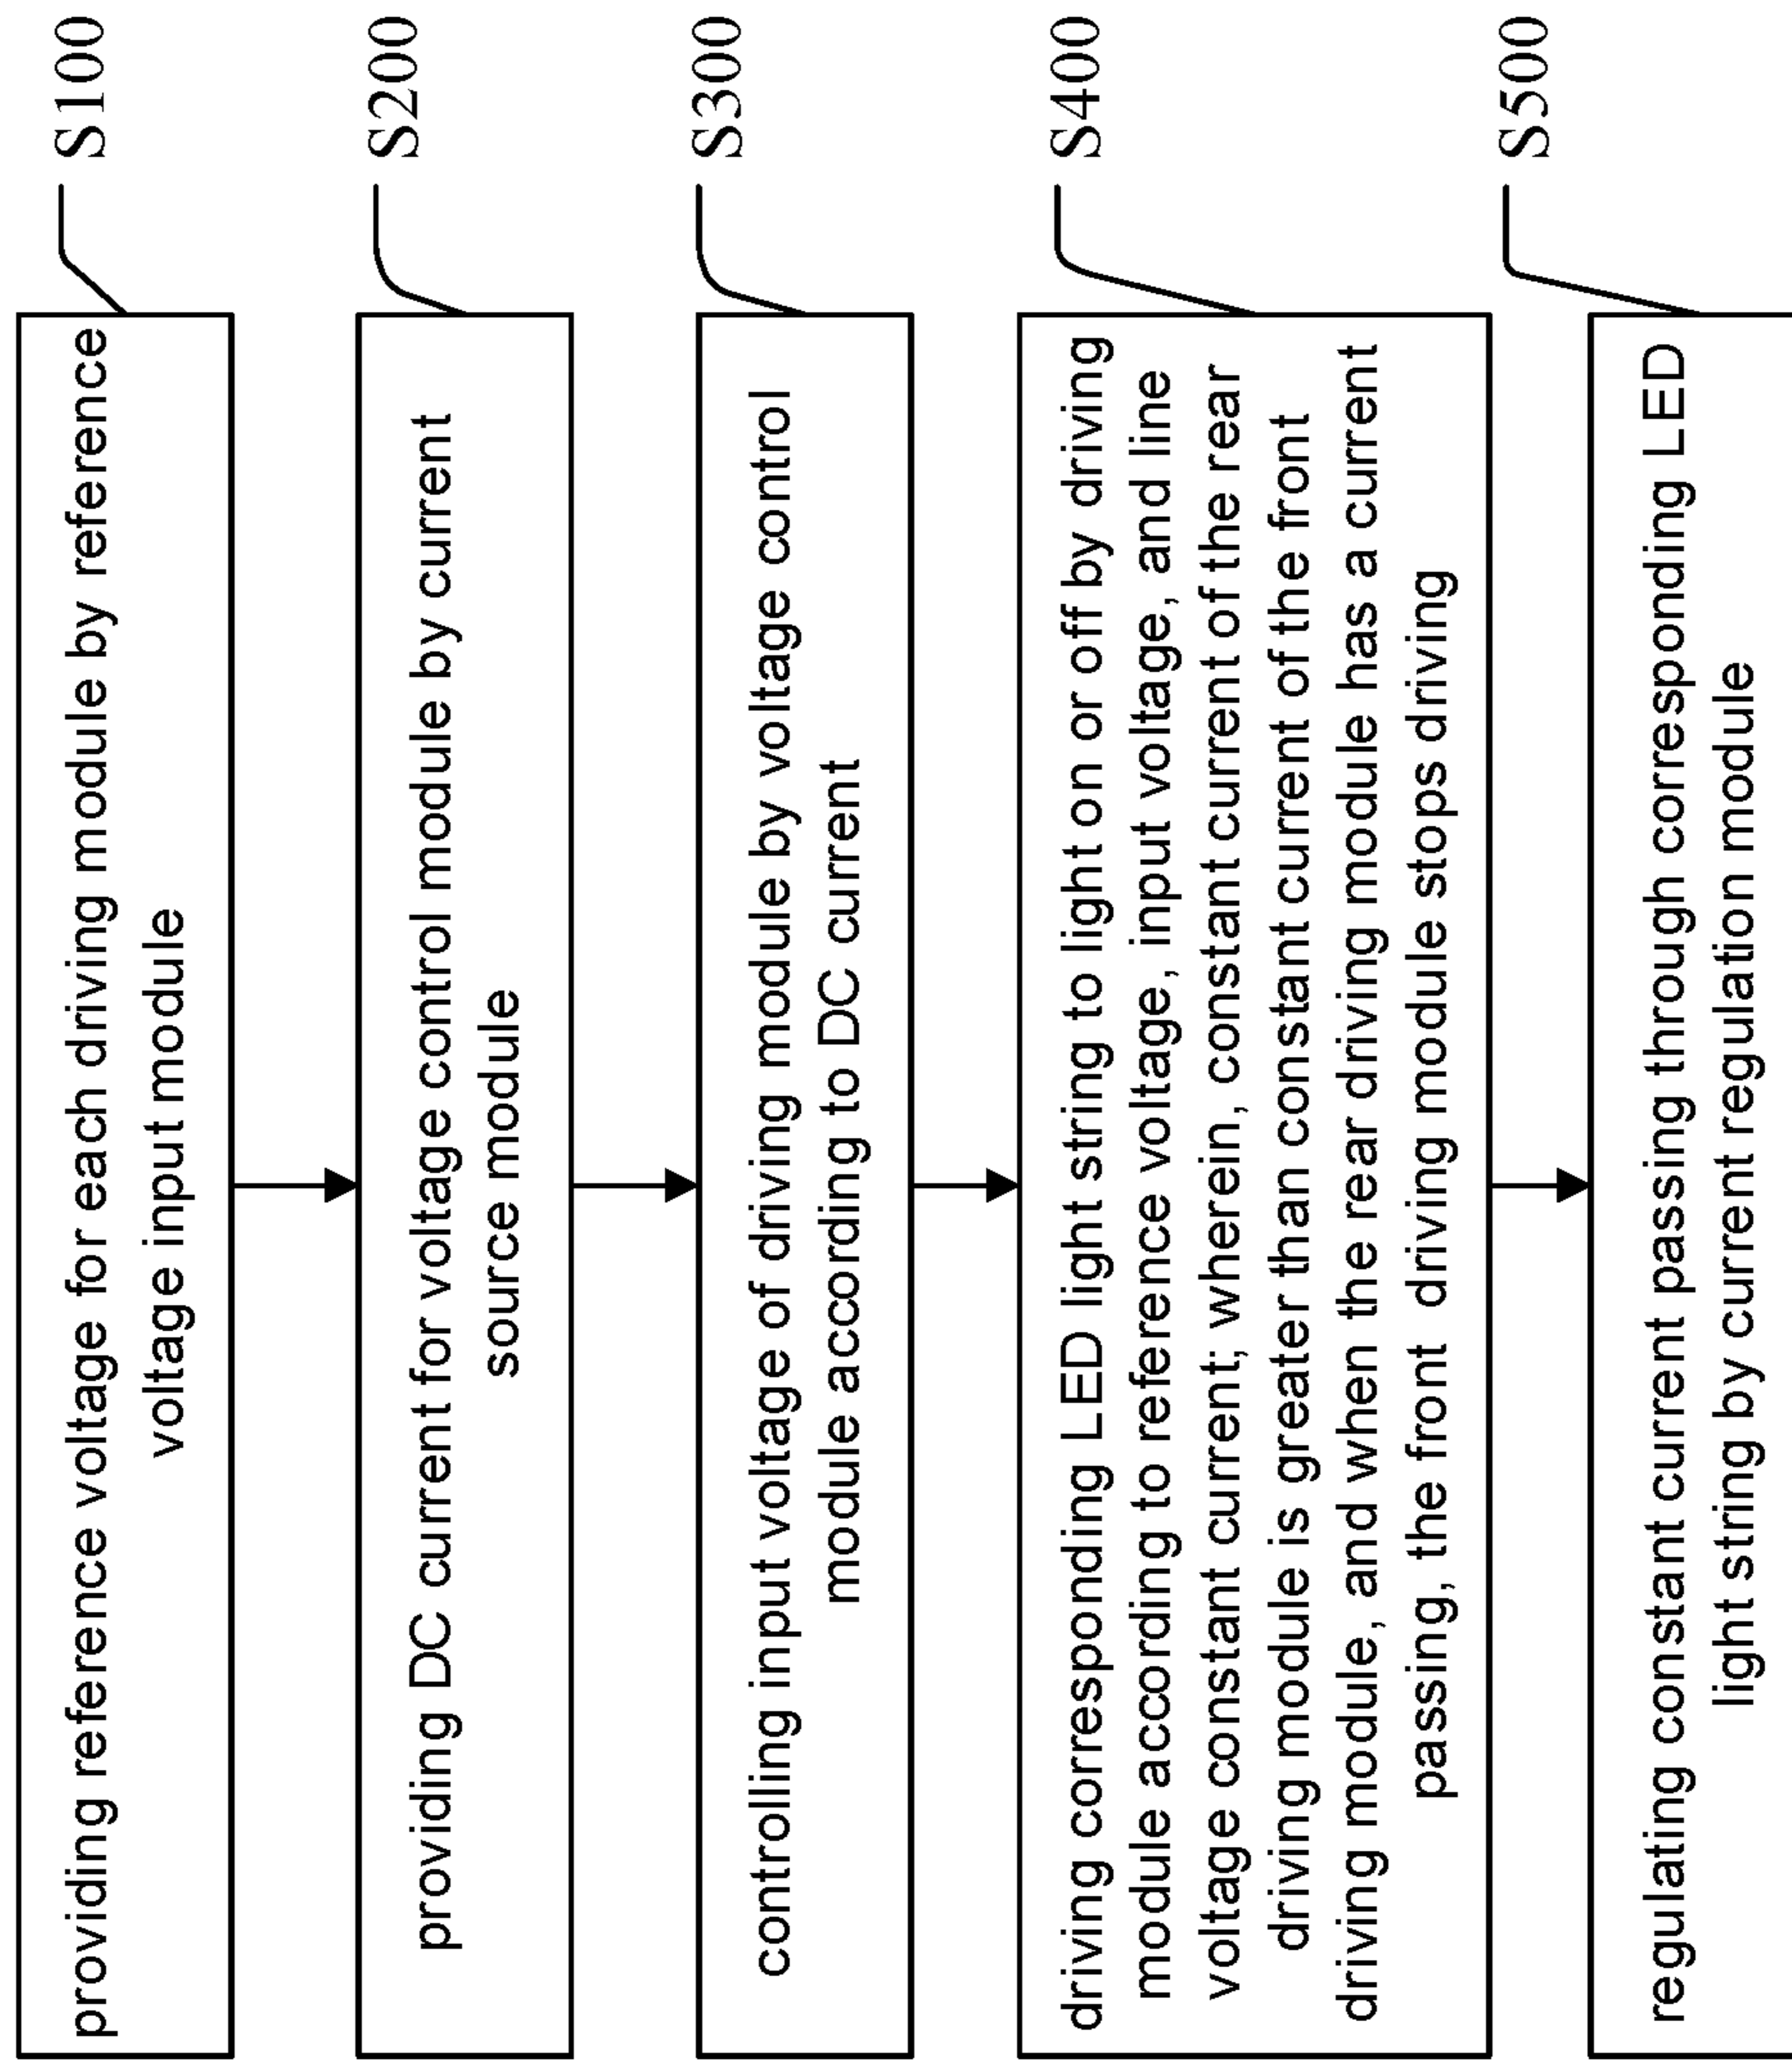 providing reference voltage for each driving module by reference
voltage input module
S100
providing DC current for voltage control module by current
source module
S200
controlling input voltage of driving module by voltage control
module according to DC current
S300
driving corresponding LED light string to light on or off by driving
module according to reference voltage, input voltage, and line
voltage constant current; wherein, constant current of the rear
driving module is greater than constant current of the front
driving module, and when the rear driving module has a current
passing, the front driving module stops driving
S400
regulating constant current passing through corresponding LED
light string by current regulation module
S500